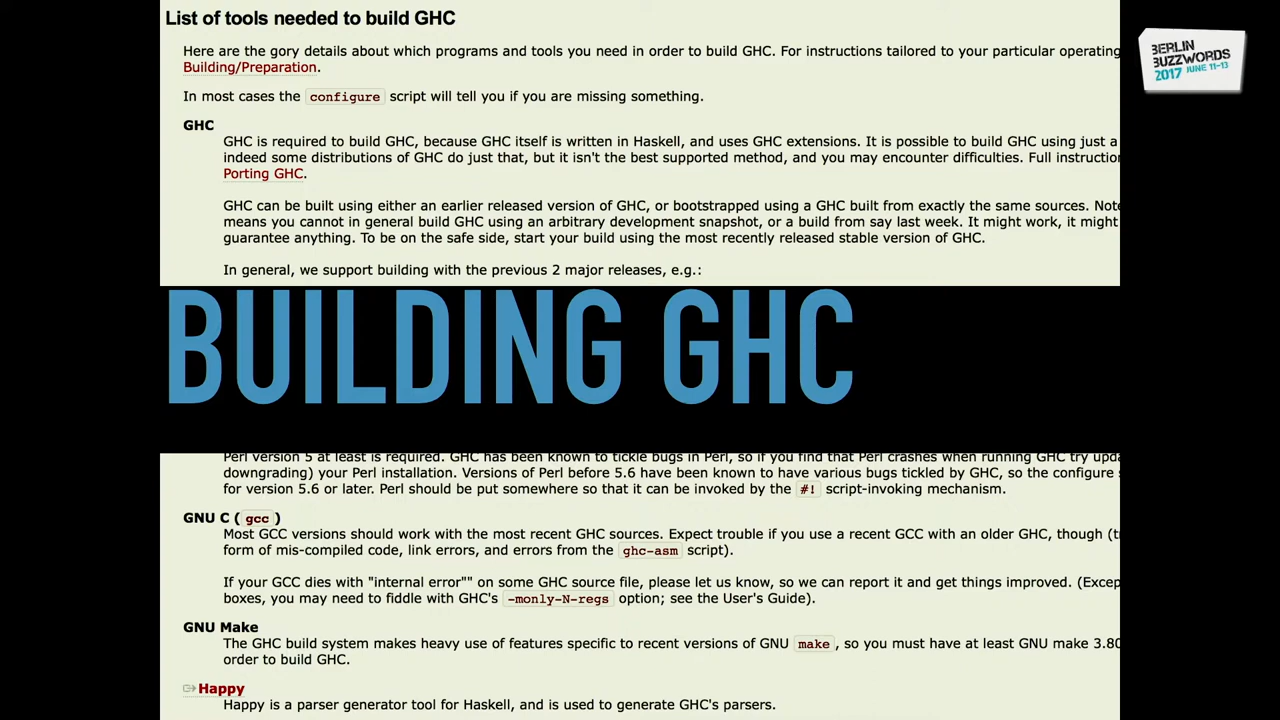 List of tools needed to build GHC
BERLIN
BUZZWORDS
2017 JUNE 11-13
Here are the gory details about which programs and tools you need in order to build GHC. For instructions tailored to your particular operating
Building/Preparation.
In most cases the configure script will tell you if you are missing something.
GHC
GHC is required to build GHC, because GHC itself is written in Haskell, and uses GHC extensions. It is possible to build GHC using just a
indeed some distributions of GHC do just that, but it isn't the best supported method, and you may encounter difficulties. Full
Porting GHC.
GHC can be built using either an earlier released version of GHC, or bootstrapped using a GHC built from exactly the same sources.
means you cannot in general build GHC using an arbitrary development snapshot, or a build from say last week. It might work, it might
guarantee anything. To be on the safe side, start your build using the most recently released stable version of GHC.
In general, we support building with the previous 2 major releases, e.g.:
BUILDING GHC
Perl version 5 at least is required. GHC has been known to tickle bugs in Perl, so if you find that Perl crashes when running GHC try
downgrading) your Perl installation. Versions of Perl before 5.6 have been known to have various bugs tickled by GHC, so the configure
for version 5.6 or later. Perl should be put somewhere so that it can be invoked by the #! script-invoking mechanism.
GNU C (gcc)
Most GCC versions should work with the most recent GHC sources. Expect trouble if you use a recent GCC with an older GHC, though
form of mis-compiled code, link errors, and errors from the ghc-asm script).
If your GCC dies with "internal error"" on some GHC source file, please let us know, so we can report it and get things improved.
boxes, you may need to fiddle with GHC's -monly-N-regs option; see the User's Guide).
GNU Make
The GHC build system makes heavy use of features specific to recent versions of GNU make, so you must have at least GNU make 3.80
order to build GHC.
Happy
Happy is a parser generator tool for Haskell, and is used to generate GHC's parsers.